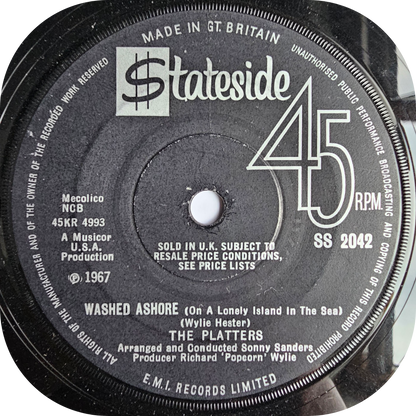 MADE IN GT. BRITAIN
UNAUTHORISED PUBLIC PERFORMANCE BROADCASTING AND COPYING OF THIS RECORD PROHIBITED
ALL RIGHTS OF THE MANUFACTURER AND OF THE OWNER OF THE RECORDED WORK RESERVED
$tateside
45 R.P.M.
SS 2042
Mecolico
NCB
45KR 4993
A Musicor
U.S.A.
Production
℗ 1967
SOLD IN U.K. SUBJECT TO
RESALE PRICE CONDITIONS,
SEE PRICE LISTS
WASHED ASHORE (On A Lonely Island In The Sea)
(Wylie Hester)
THE PLATTERS
Arranged and Conducted Sonny Sanders
Producer Richard 'Popcorn' Wylie
E.M.I. RECORDS LIMITED